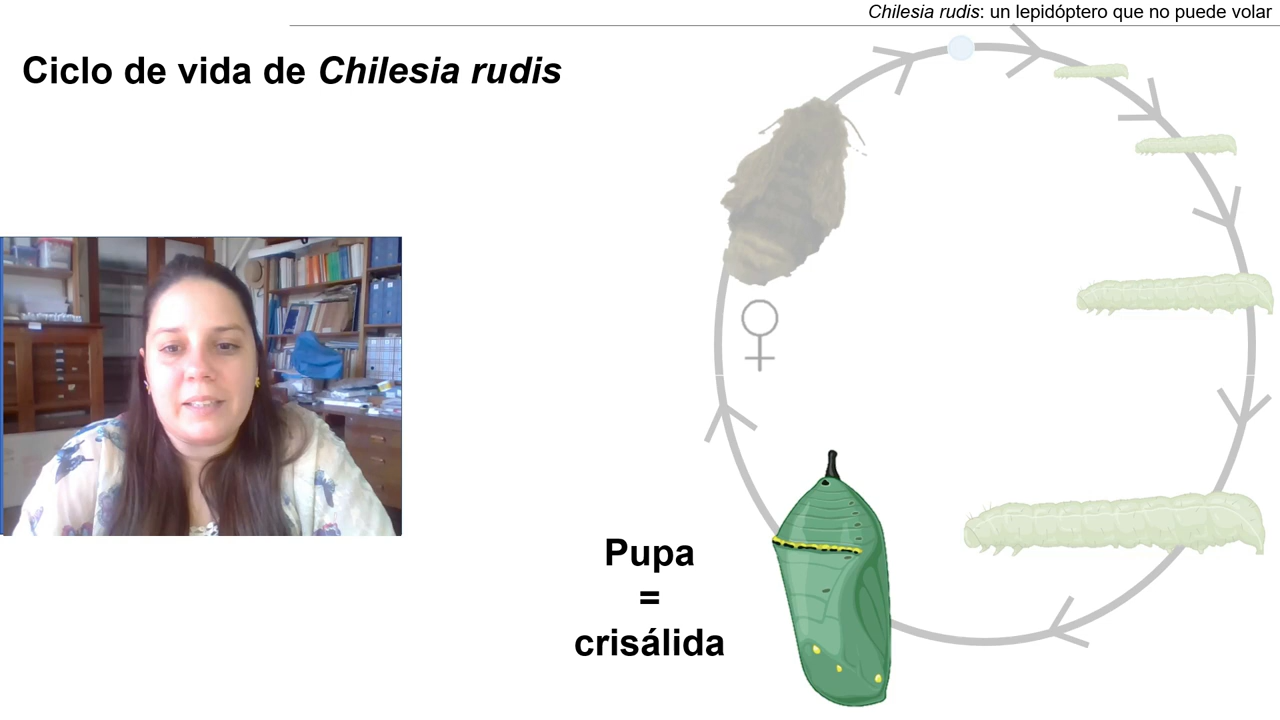 Chilesia rudis: un lepidóptero que no puede volar
Ciclo de vida de Chilesia rudis
Pupa
=
crisálida